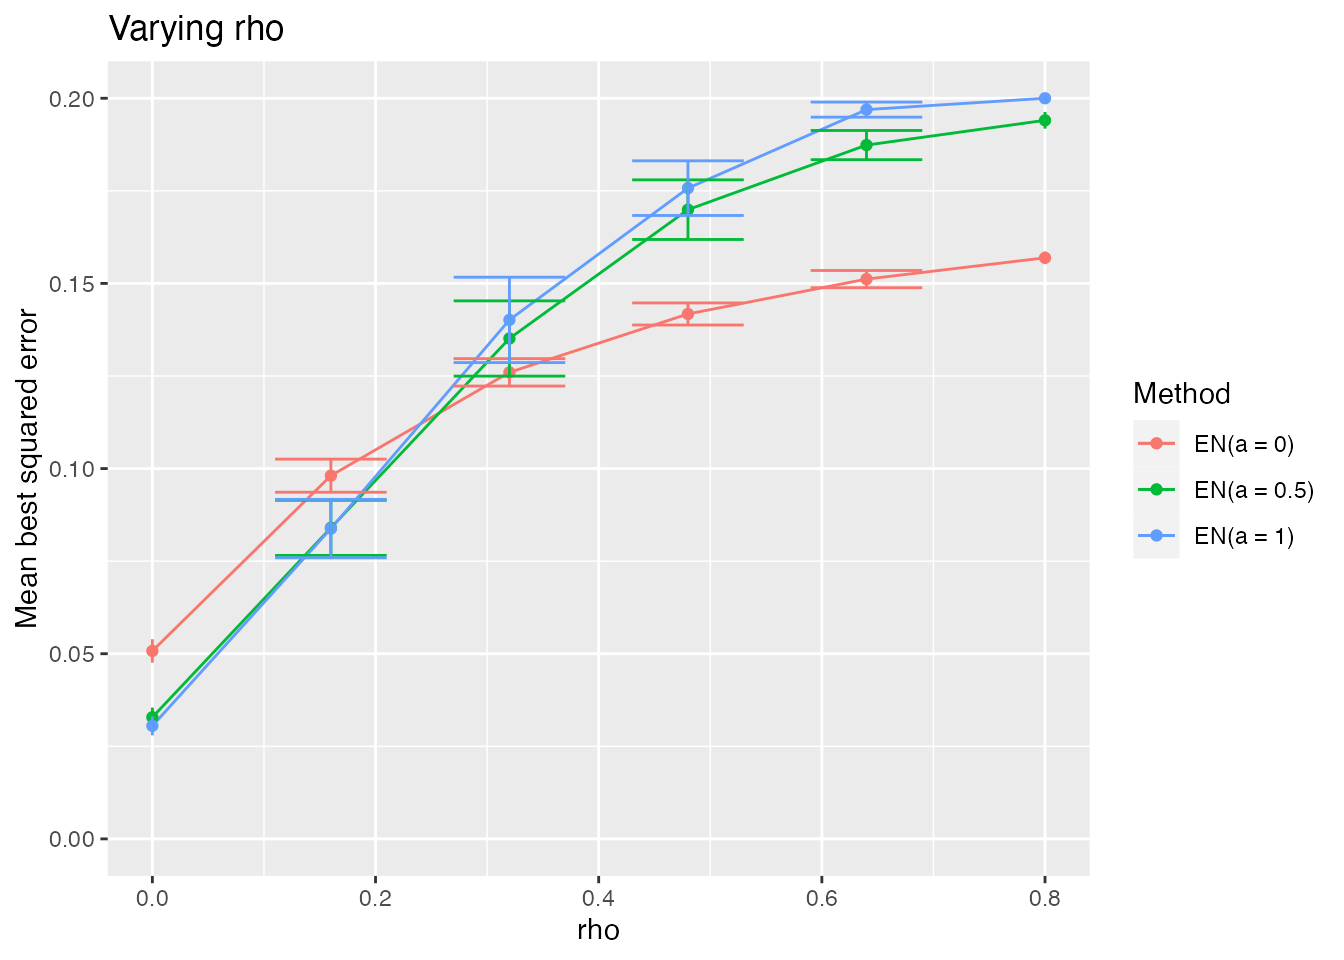 Varying rho
Mean best squared error
0.20
0.15
0.10
0.05
0.00
0.0
0.2
0.4
0.6
0.8
rho
Method
EN(a = 0)
EN(a = 0.5)
EN(a = 1)